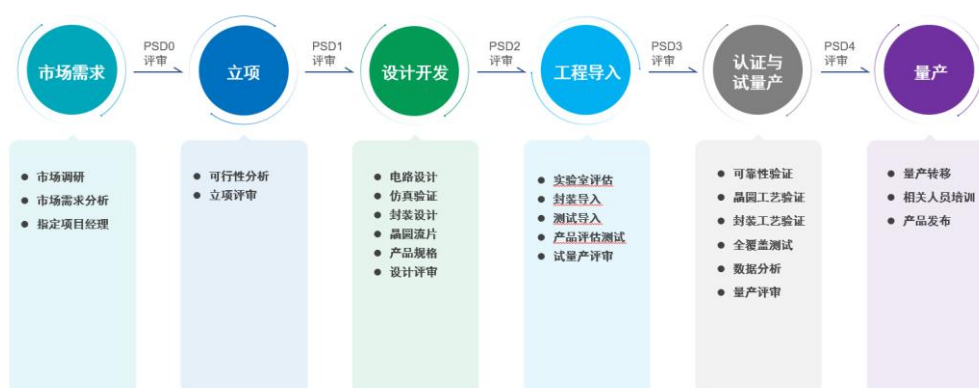 市场需求
PSD0
评审
立项
PSD1
评审
设计开发
PSD2
评审
工程导入
PSD3
评审
认证与
试量产
PSD4
评审
量产
● 市场调研
● 市场需求分析
● 指定项目经理
● 可行性分析
● 立项评审
● 电路设计
● 仿真验证
● 封装设计
● 晶圆流片
● 产品规格
● 设计评审
● 实验室评估
● 封装导入
● 测试导入
● 产品评估测试
● 试量产评审
● 可靠性验证
● 晶圆工艺验证
● 封装工艺验证
● 全覆盖测试
● 数据分析
● 量产评审
● 量产转移
● 相关人员培训
● 产品发布